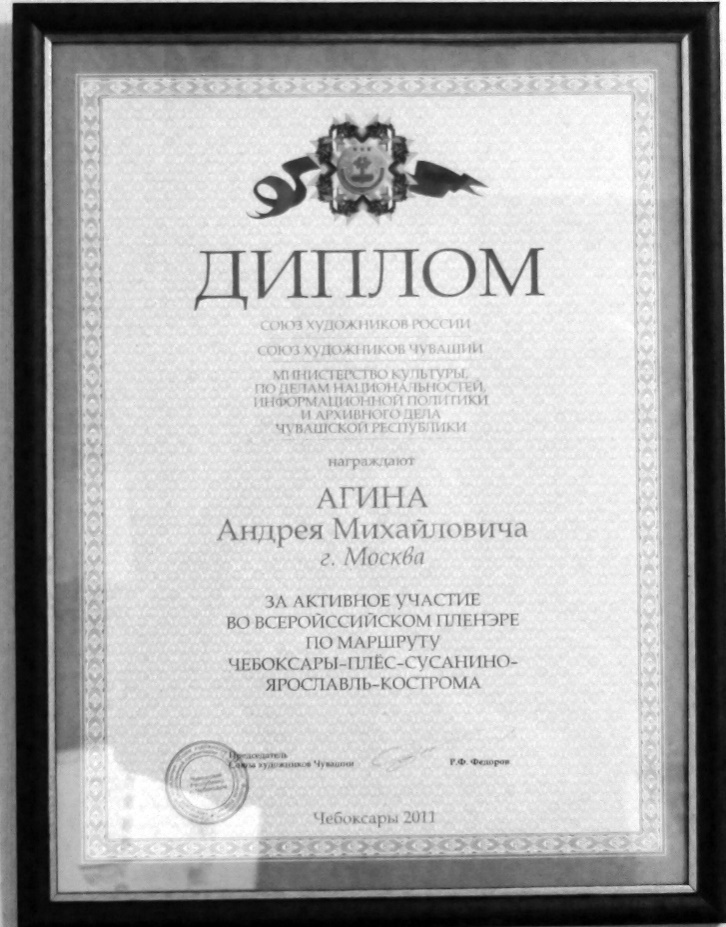 ДИПЛОМ
СОЮЗ ХУДОЖНИКОВ РОССИИ
СОЮЗ ХУДОЖНИКОВ ЧУВАШИИ
МИНИСТЕРСТВО КУЛЬТУРЫ,
ПО ДЕЛАМ НАЦИОНАЛЬНОСТЕЙ,
ИНФОРМАЦИОННОЙ ПОЛИТИКИ
И АРХИВНОГО ДЕЛА
ЧУВАШСКОЙ РЕСПУБЛИКИ
награждают
АГИНА
Андрея Михайловича
г. Москва
ЗА АКТИВНОЕ УЧАСТИЕ
ВО ВСЕРОЙССИЙСКОМ ПЛЕНЭРЕ
ПО МАРШРУТУ
ЧЕБОКСАРЫ-ПЛЁС-СУСАНИНО-
ЯРОСЛАВЛЬ-КОСТРОМА
Председатель
Союза художников Чувашии Р.Ф. Федоров
Чебоксары 2011